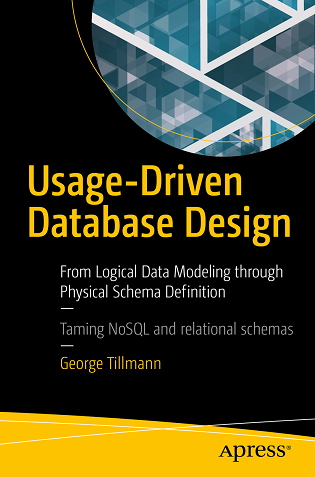 Usage-Driven
Database Design
From Logical Data Modeling through
Physical Schema Definition
—
Taming NoSQL and relational schemas
—
George Tillmann
Apress®